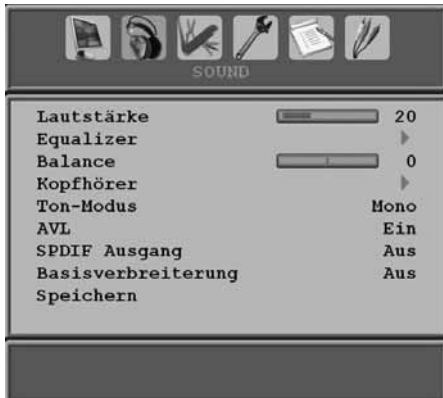 SOUND
Lautstärke 20
Equalizer
Balance 0
Kopfhörer
Ton-Modus Mono
AVL Ein
SPDIF Ausgang Aus
Basisverbreiterung Aus
Speichern